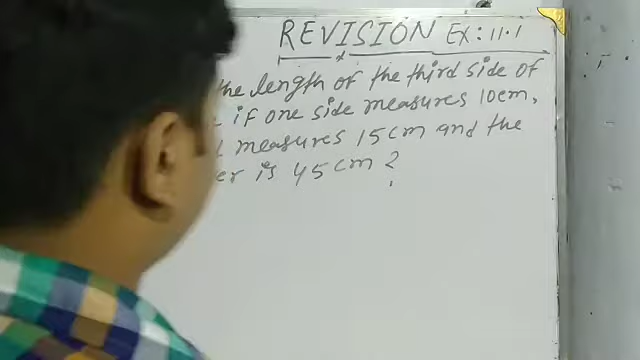 REVISION EX: 11.1
the length of the third side of
if one side measures 10cm,
measures 15cm and the
er is 45cm?